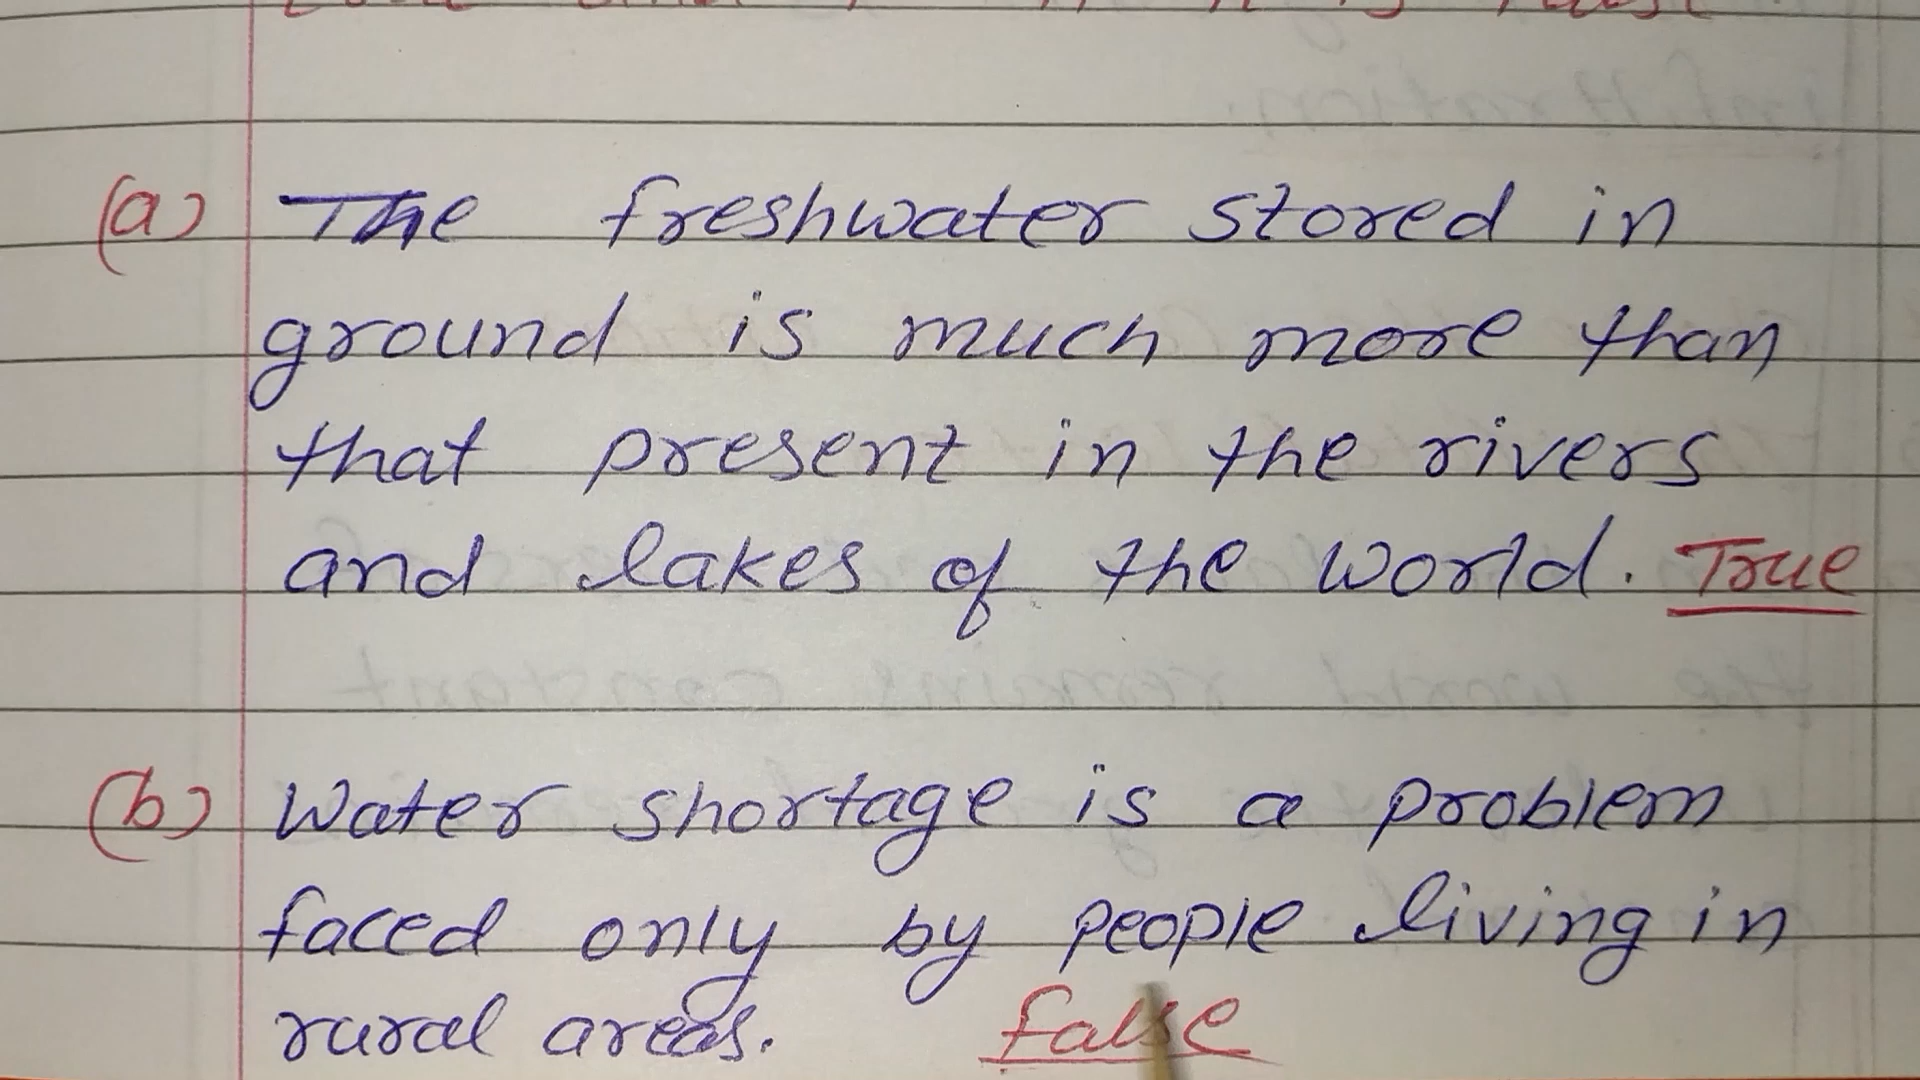 (a) The freshwater stored in
ground is much more than
that present in the rivers
and lakes of the world. True
(b) Water shortage is a problem
faced only by people living in
rural areas. false